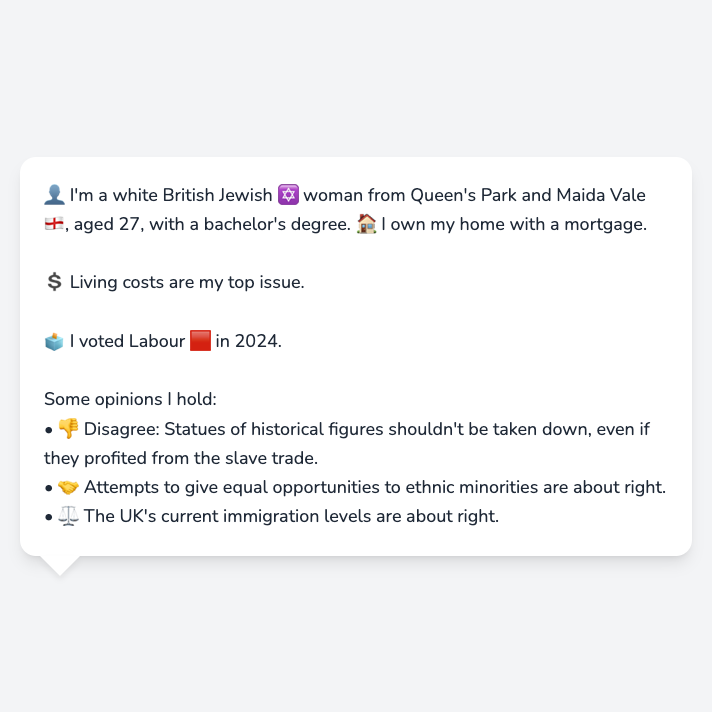 👤 I'm a white British Jewish ✡️ woman from Queen's Park and Maida Vale
🏴󠁧󠁢󠁥󠁮󠁧󠁿, aged 27, with a bachelor's degree. 🏠 I own my home with a mortgage.
💲 Living costs are my top issue.
🗳️ I voted Labour 🟥 in 2024.
Some opinions I hold:
• 👎 Disagree: Statues of historical figures shouldn't be taken down, even if
they profited from the slave trade.
• 🤝 Attempts to give equal opportunities to ethnic minorities are about right.
• ⚖️ The UK's current immigration levels are about right.